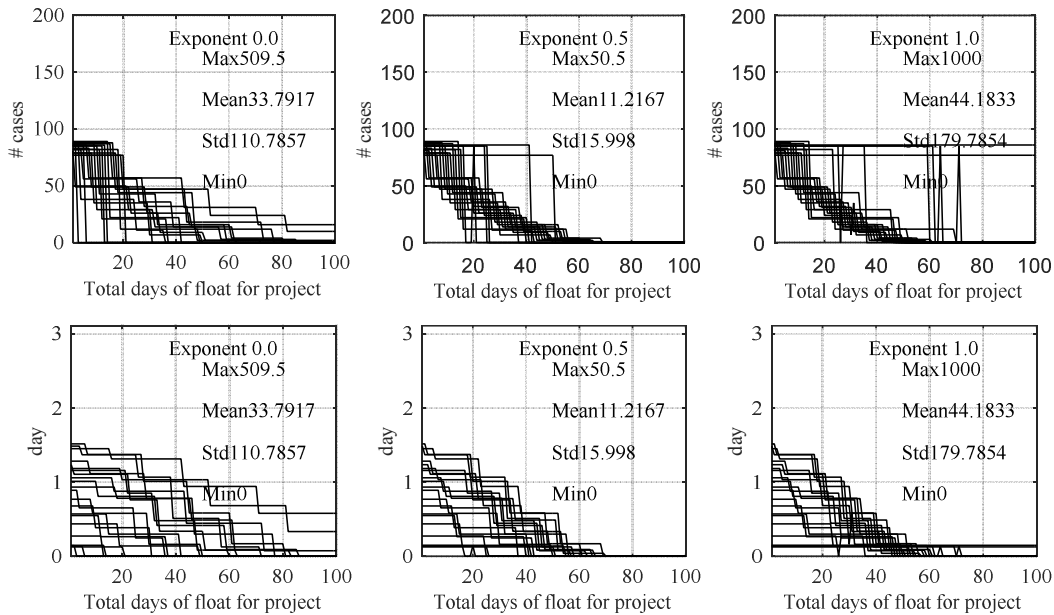 200
Exponent 0.0
Max509.5
150
Mean33.7917
# cases
100
Std110.7857
50
Min0
0
20 40 60 80 100
Total days of float for project
200
Exponent 0.5
Max50.5
150
Mean11.2167
# cases
100
Std15.998
50
Min0
0
20 40 60 80 100
Total days of float for project
200
Exponent 1.0
Max1000
150
Mean44.1833
# cases
100
Std179.7854
50
Min0
0
20 40 60 80 100
Total days of float for project
3
Exponent 0.0
Max509.5
2
Mean33.7917
day
Std110.7857
1
Min0
0
20 40 60 80 100
Total days of float for project
3
Exponent 0.5
Max50.5
2
Mean11.2167
day
Std15.998
1
Min0
0
20 40 60 80 100
Total days of float for project
3
Exponent 1.0
Max1000
2
Mean44.1833
day
Std179.7854
1
Min0
0
20 40 60 80 100
Total days of float for project